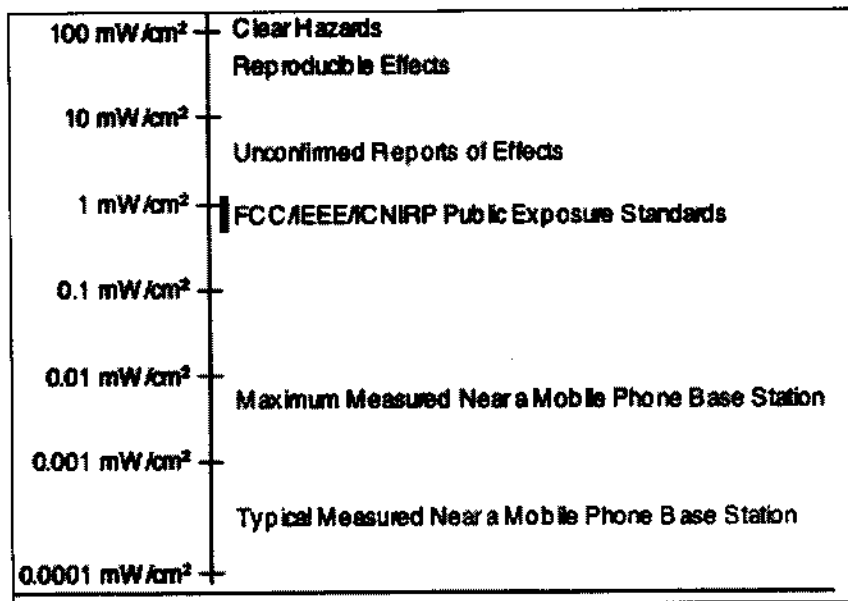 100 mW/cm² Clear Hazards
Reproducible Effects
10 mW/cm²
Unconfirmed Reports of Effects
1 mW/cm²
FCC/IEEE/ICNIRP Public Exposure Standards
0.1 mW/cm²
0.01 mW/cm²
Maximum Measured Near a Mobile Phone Base Station
0.001 mW/cm²
Typical Measured Near a Mobile Phone Base Station
0.0001 mW/cm²